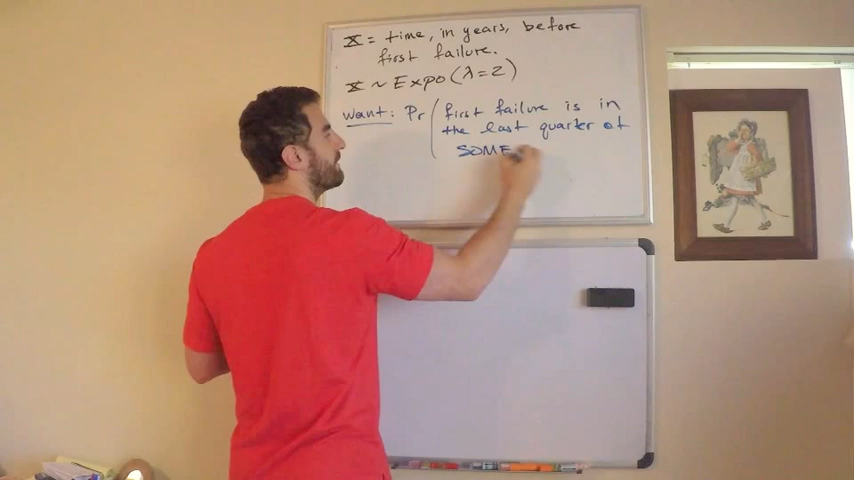 X = time, in years, before
first failure.
X ~ Expo (λ=2)
Want: Pr ( first failure is in
the last quarter of
SOME